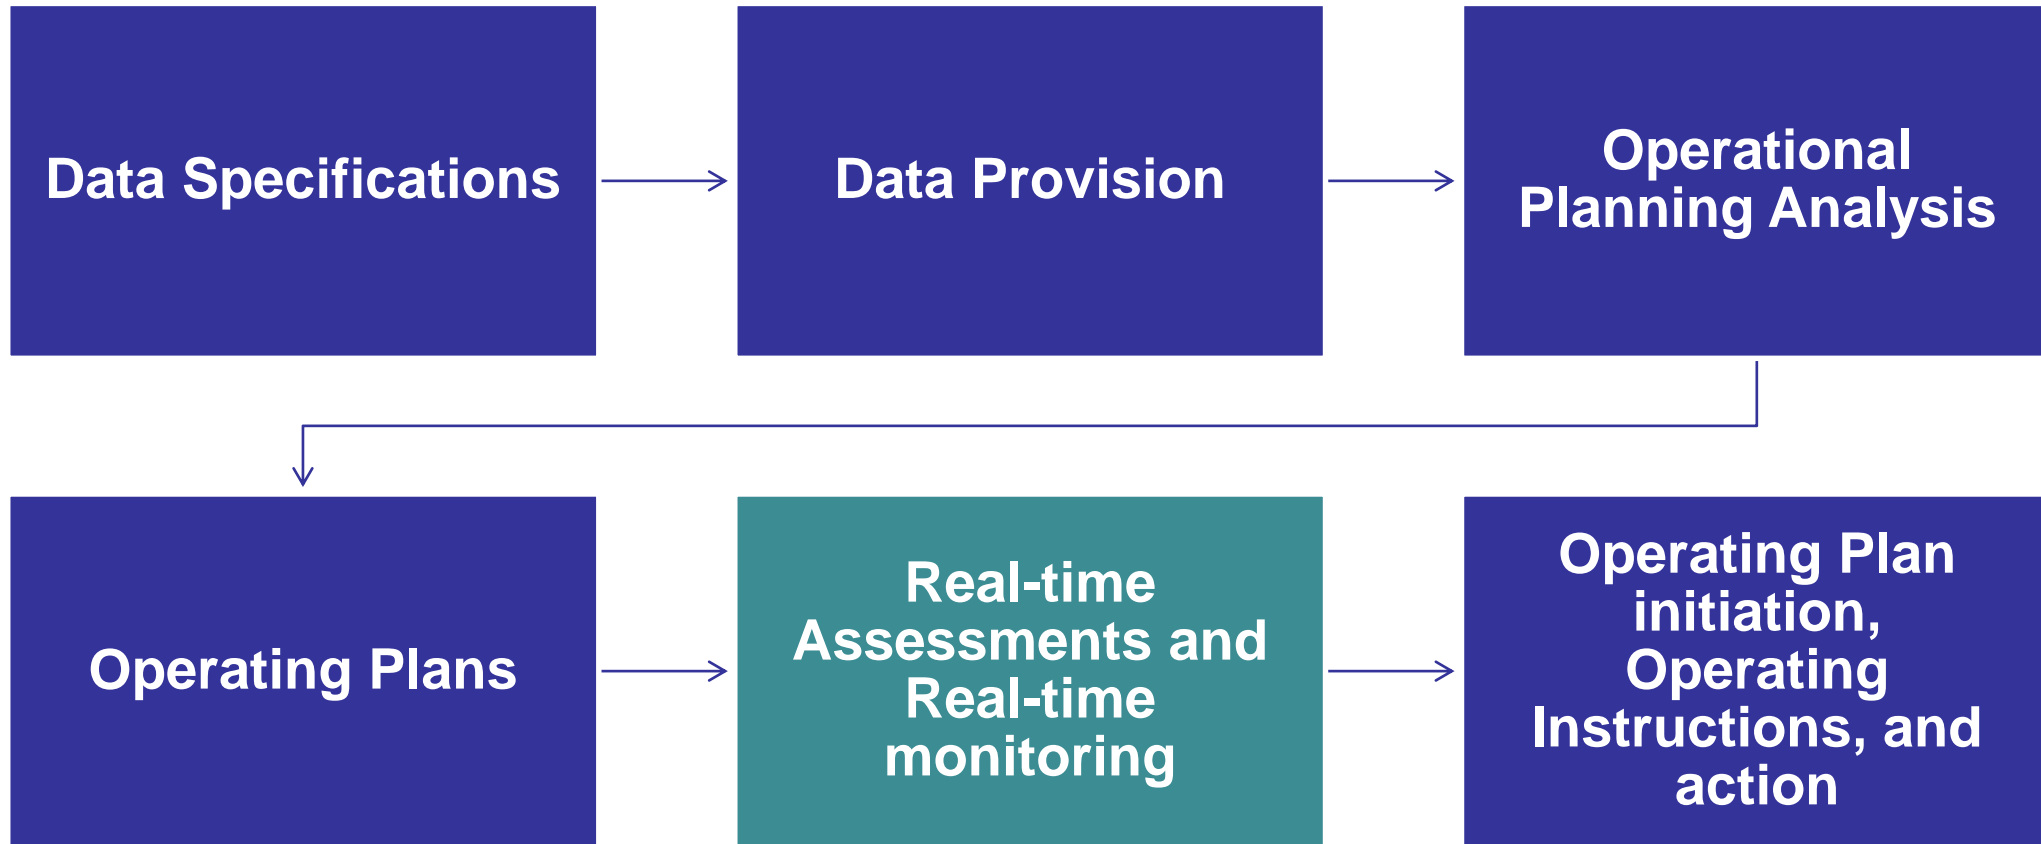 Data Specifications
Data Provision
Operational
Planning Analysis
Operating Plans
Real-time
Assessments and
Real-time
monitoring
Operating Plan
initiation,
Operating
Instructions, and
action